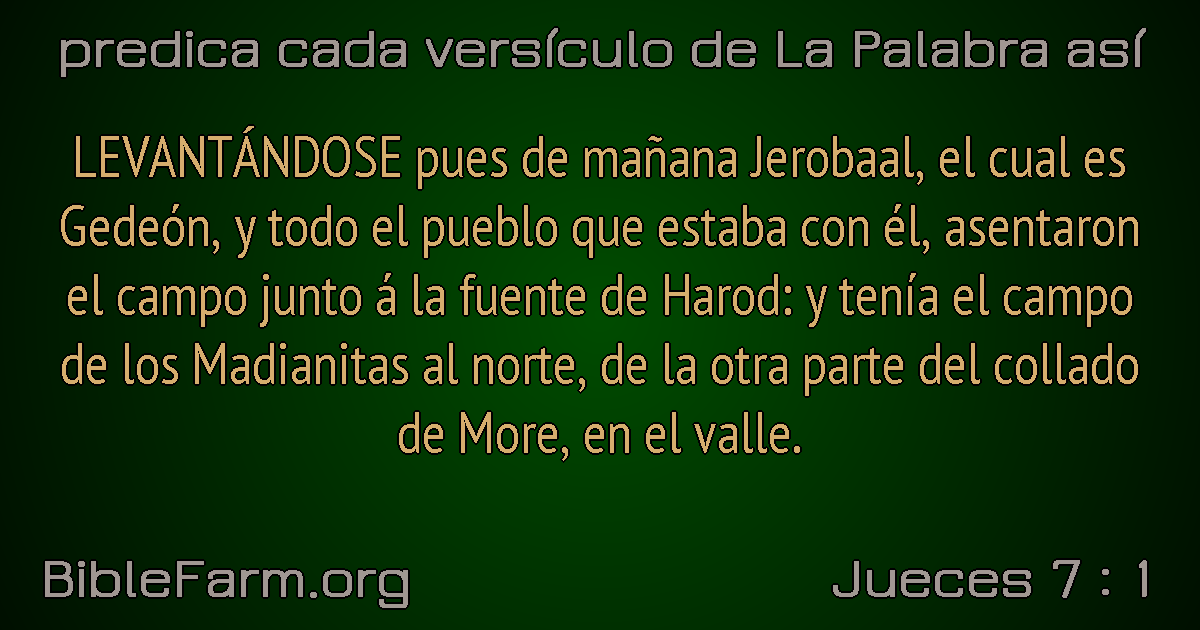 predica cada versículo de La Palabra así
LEVANTÁNDOSE pues de mañana Jerobaal, el cual es
Gedeón, y todo el pueblo que estaba con él, asentaron
el campo junto á la fuente de Harod: y tenía el campo
de los Madianitas al norte, de la otra parte del collado
de More, en el valle.
BibleFarm.org
Jueces 7 : 1